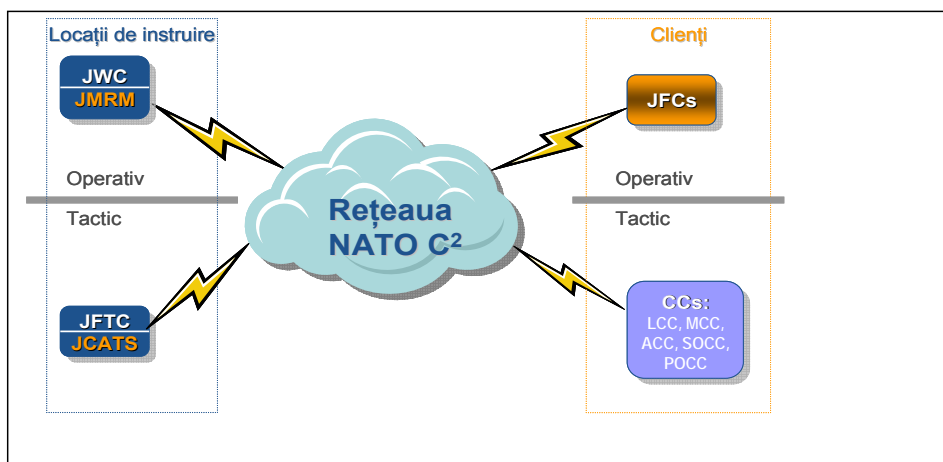 Locații de instruire
JWC
JMRM
Operativ
Tactic
JFTC
JCATS
Rețeaua
NATO C²
Clienți
JFCs
Operativ
Tactic
CCs:
LCC, MCC,
ACC, SOCC,
POCC